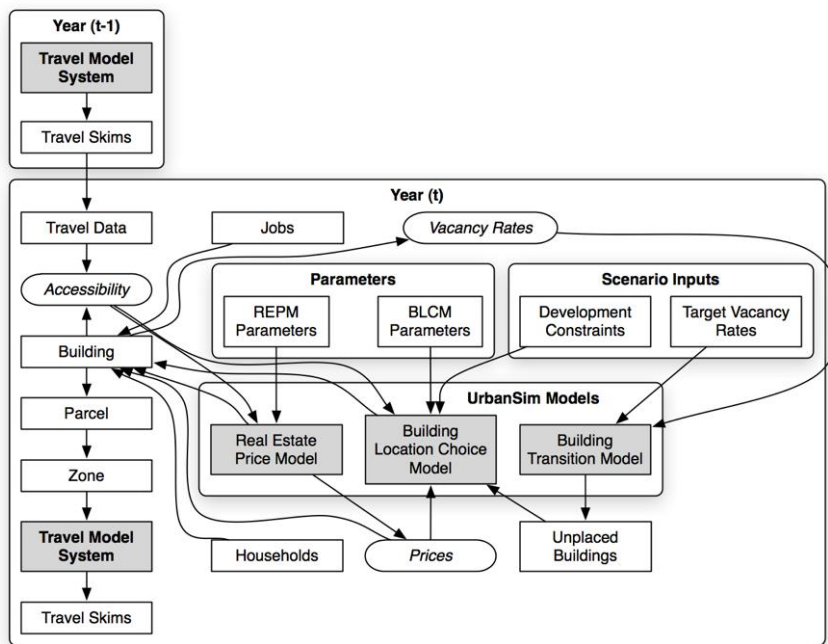 Year (t-1)
Travel Model
System
Travel Skims
Year (t)
Travel Data
Jobs
Vacancy Rates
Accessibility
Parameters
Scenario Inputs
REPM
Parameters
BLCM
Parameters
Development
Constraints
Target Vacancy
Rates
Building
UrbanSim Models
Parcel
Real Estate
Price Model
Building
Location Choice
Model
Building
Transition Model
Zone
Travel Model
System
Households
Prices
Unplaced
Buildings
Travel Skims